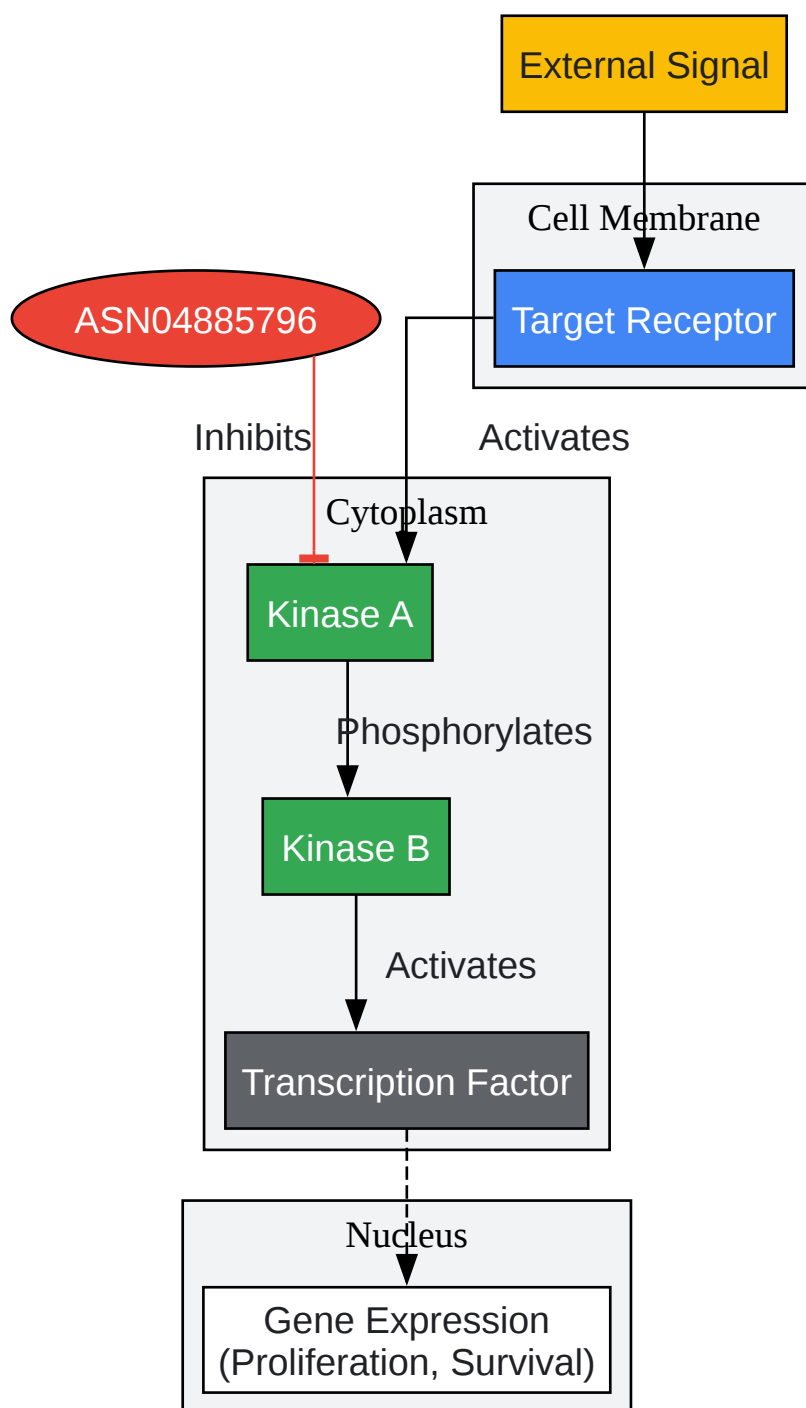 External Signal
Cell Membrane
Target Receptor
ASN04885796
Inhibits
Activates
Cytoplasm
Kinase A
Phosphorylates
Kinase B
Activates
Transcription Factor
Nucleus
Gene Expression
(Proliferation, Survival)